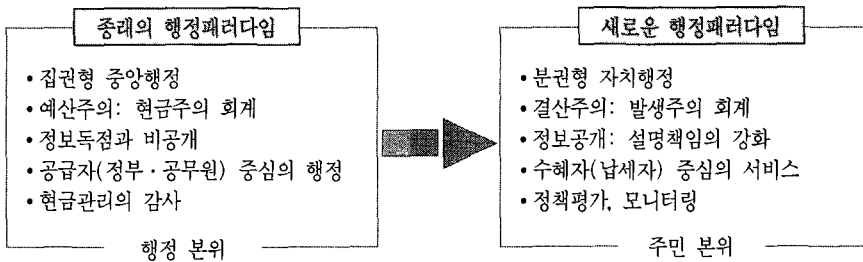 종래의 행정패러다임
• 집권형 중앙행정
• 예산주의: 현금주의 회계
• 정보독점과 비공개
• 공급자(정부·공무원) 중심의 행정
• 현금관리의 감사
행정 본위
새로운 행정패러다임
• 분권형 자치행정
• 결산주의: 발생주의 회계
• 정보공개: 설명책임의 강화
• 수혜자(납세자) 중심의 서비스
• 정책평가, 모니터링
주민 본위